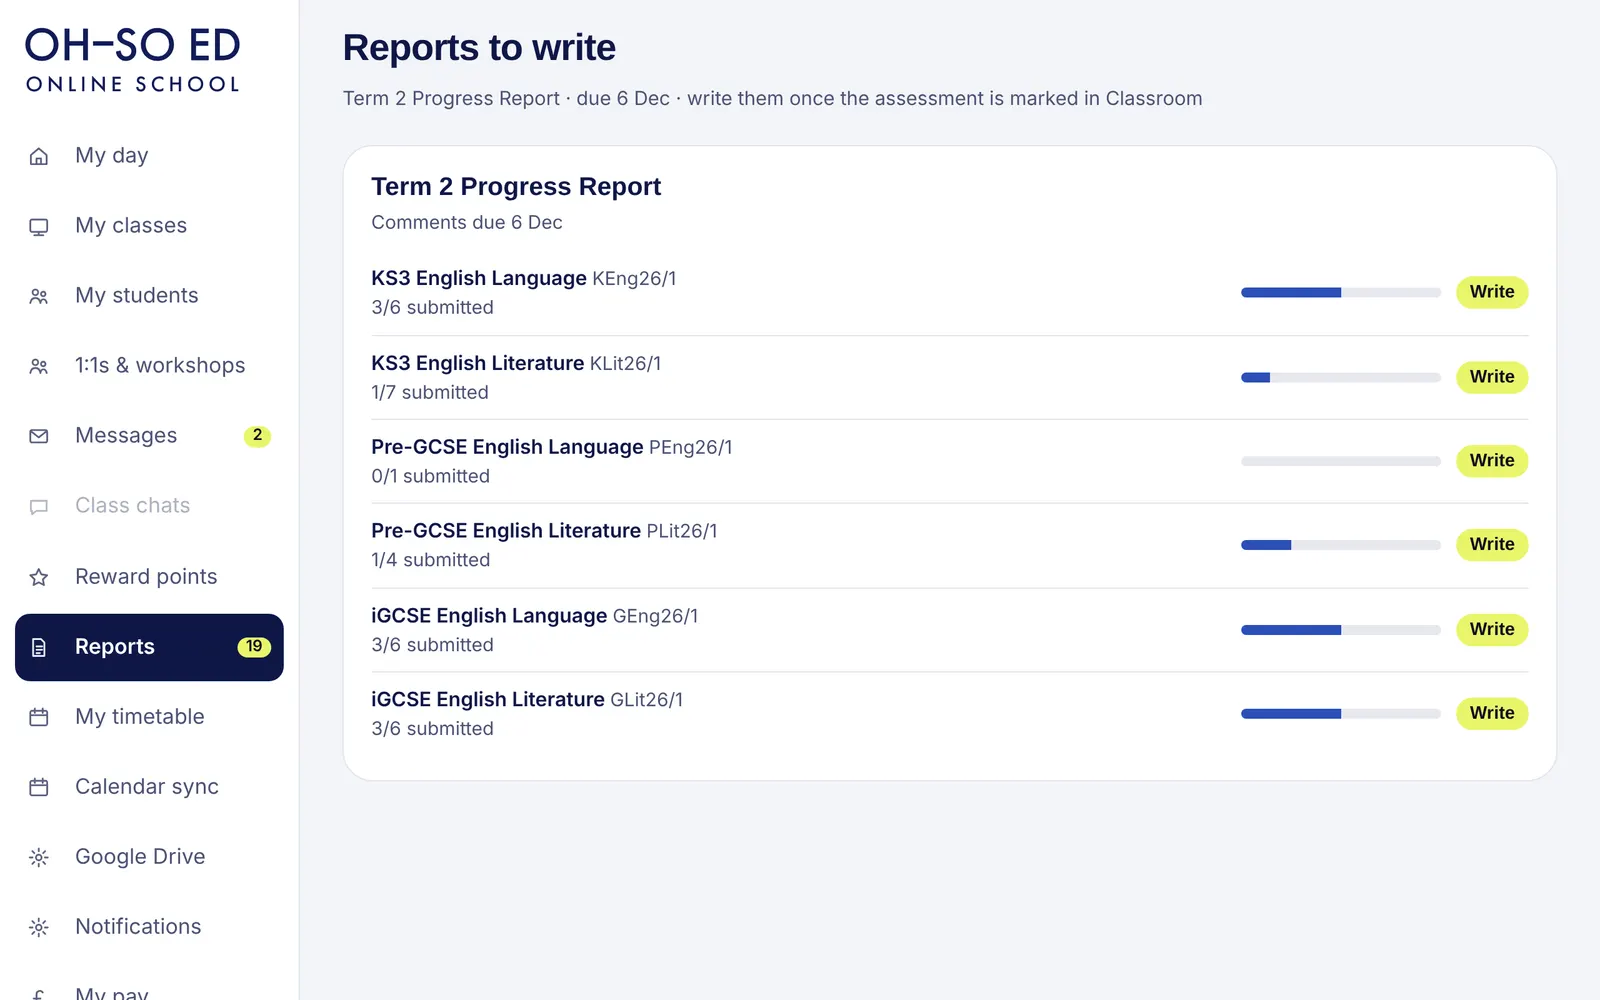 OH-SO ED
ONLINE SCHOOL
My day
My classes
My students
1:1s & workshops
Messages 2
Class chats
Reward points
Reports 19
My timetable
Calendar sync
Google Drive
Notifications
My pay
Reports to write
Term 2 Progress Report · due 6 Dec · write them once the assessment is marked in Classroom
Term 2 Progress Report
Comments due 6 Dec
KS3 English Language KEng26/1
3/6 submitted
Write
KS3 English Literature KLit26/1
1/7 submitted
Write
Pre-GCSE English Language PEng26/1
0/1 submitted
Write
Pre-GCSE English Literature PLit26/1
1/4 submitted
Write
iGCSE English Language GEng26/1
3/6 submitted
Write
iGCSE English Literature GLit26/1
3/6 submitted
Write